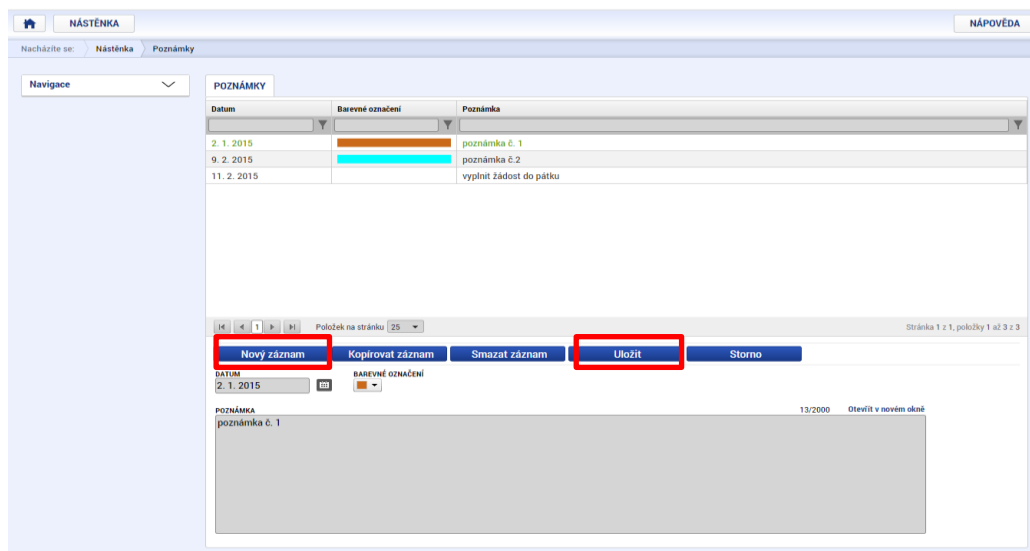 NÁSTĚNKA NÁPOVĚDA
Nacházíte se: Nástěnka Poznámky
Navigace
POZNÁMKY
Datum Barevné označení Poznámka
2. 1. 2015 poznámka č. 1
9. 2. 2015 poznámka č.2
11. 2. 2015 vyplnit žádost do pátku
1 Položek na stránku 25 Stránka 1 z 1, položky 1 až 3 z 3
Nový záznam Kopírovat záznam Smazat záznam Uložit Storno
DATUM BAREVNÉ OZNAČENÍ
2. 1. 2015
POZNÁMKA 13/2000 Otevřít v novém okně
poznámka č. 1